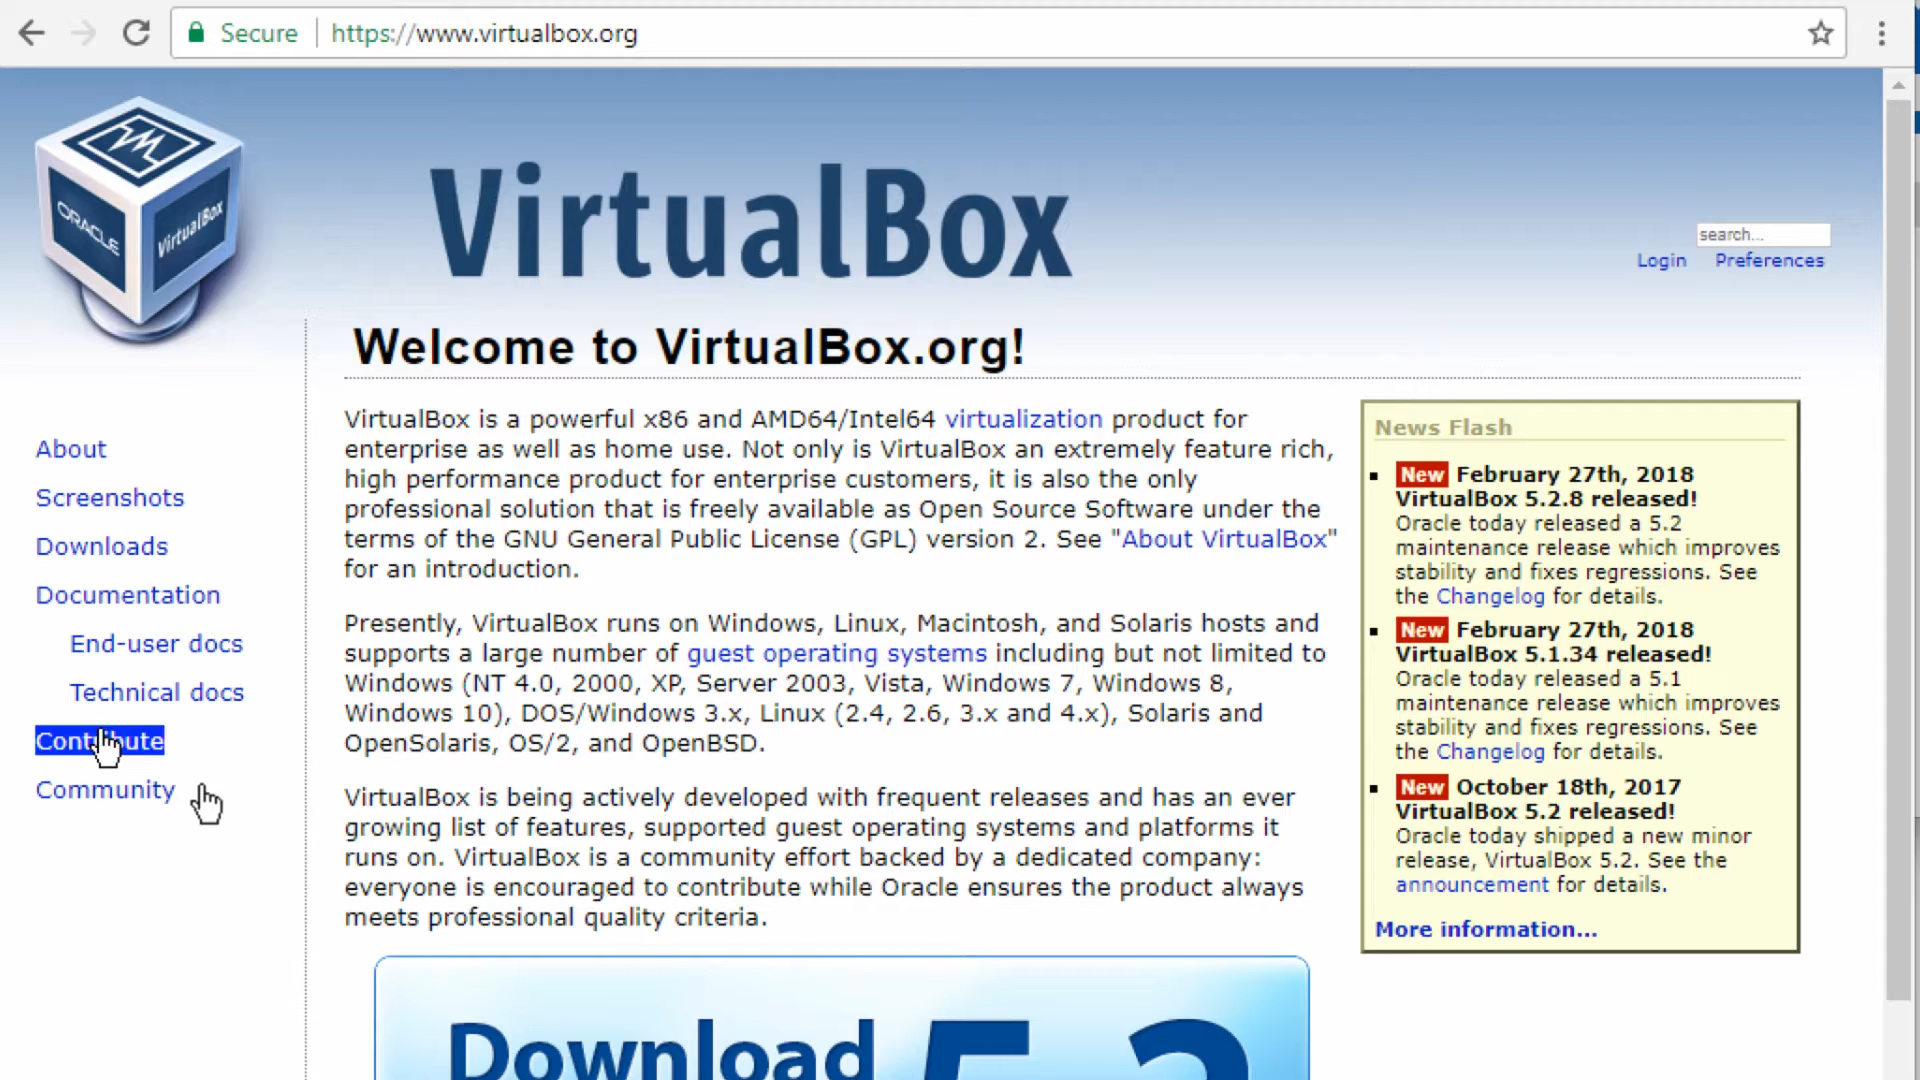 Secure https://www.virtualbox.org
ORACLE
VirtualBox
VirtualBox
search...
Login Preferences
Welcome to VirtualBox.org!
About
Screenshots
Downloads
Documentation
End-user docs
Technical docs
Contribute
Community
VirtualBox is a powerful x86 and AMD64/Intel64 virtualization product for
enterprise as well as home use. Not only is VirtualBox an extremely feature rich,
high performance product for enterprise customers, it is also the only
professional solution that is freely available as Open Source Software under the
terms of the GNU General Public License (GPL) version 2. See "About VirtualBox"
for an introduction.
Presently, VirtualBox runs on Windows, Linux, Macintosh, and Solaris hosts and
supports a large number of guest operating systems including but not limited to
Windows (NT 4.0, 2000, XP, Server 2003, Vista, Windows 7, Windows 8,
Windows 10), DOS/Windows 3.x, Linux (2.4, 2.6, 3.x and 4.x), Solaris and
OpenSolaris, OS/2, and OpenBSD.
VirtualBox is being actively developed with frequent releases and has an ever
growing list of features, supported guest operating systems and platforms it
runs on. VirtualBox is a community effort backed by a dedicated company:
everyone is encouraged to contribute while Oracle ensures the product always
meets professional quality criteria.
Download 5.2
News Flash
New February 27th, 2018
VirtualBox 5.2.8 released!
Oracle today released a 5.2
maintenance release which improves
stability and fixes regressions. See
the Changelog for details.
New February 27th, 2018
VirtualBox 5.1.34 released!
Oracle today released a 5.1
maintenance release which improves
stability and fixes regressions. See
the Changelog for details.
New October 18th, 2017
VirtualBox 5.2 released!
Oracle today shipped a new minor
release, VirtualBox 5.2. See the
announcement for details.
More information...